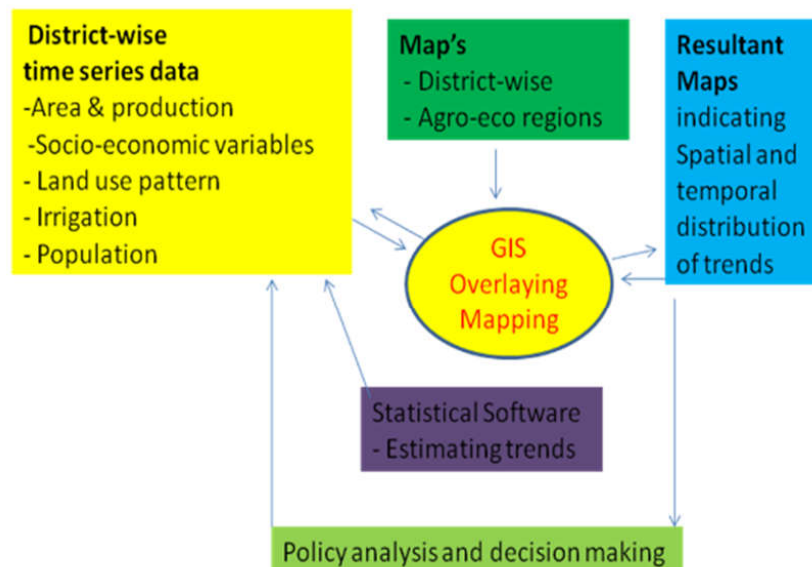 District-wise
time series data
-Area & production
-Socio-economic variables
- Land use pattern
- Irrigation
- Population
Map's
- District-wise
- Agro-eco regions
Resultant
Maps
indicating
Spatial and
temporal
distribution
of trends
GIS
Overlaying
Mapping
Statistical Software
- Estimating trends
Policy analysis and decision making